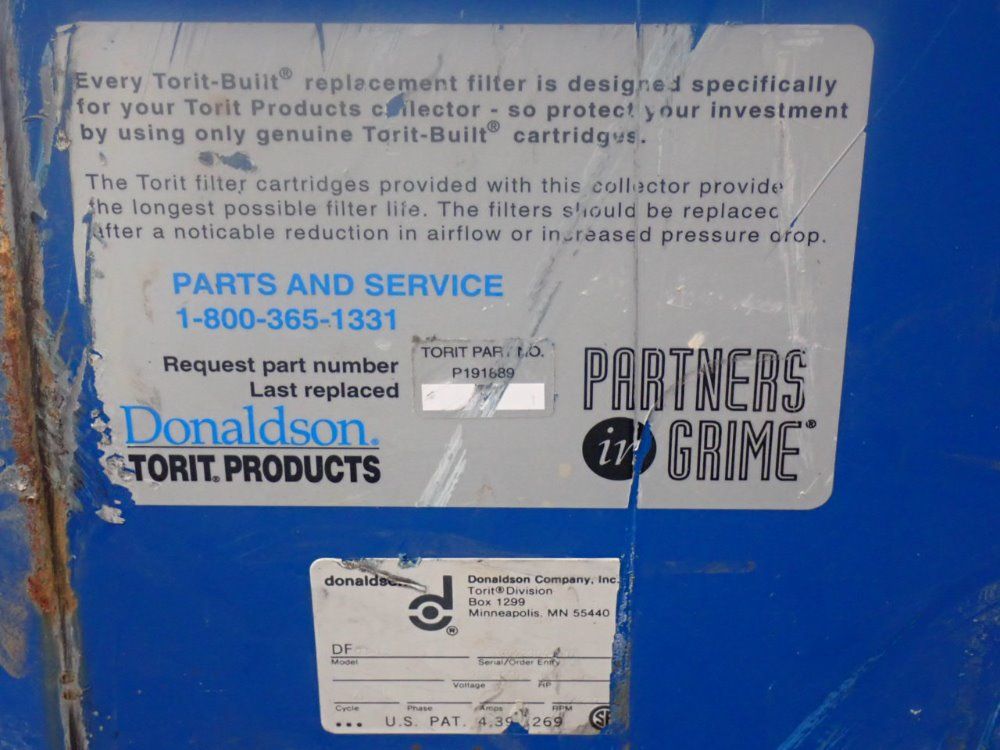 Every Torit-Built® replacement filter is designed specifically
for your Torit Products collector - so protect your investment
by using only genuine Torit-Built® cartridges.
The Torit filter cartridges provided with this collector provide
the longest possible filter life. The filters should be replaced
after a noticable reduction in airflow or increased pressure drop.
PARTS AND SERVICE
1-800-365-1331
Request part number
Last replaced
TORIT PART NO.
P191889
PARTNERS
in GRIME®
Donaldson.
TORIT. PRODUCTS
donaldson
Donaldson Company, Inc.
Torit® Division
Box 1299
Minneapolis, MN 55440
®
DF
Model
Serial/Order Entry
Voltage
HP
Cycle
Phase
Amps
RPM
U.S. PAT. 4,39 269